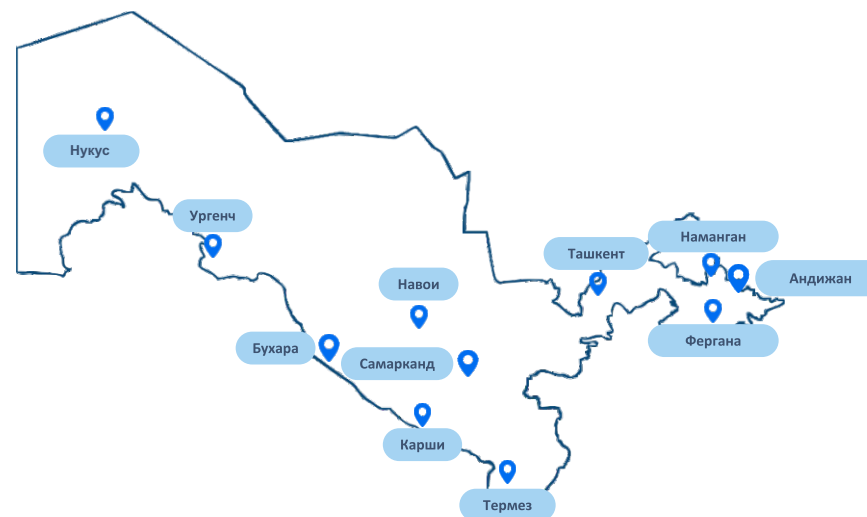 Нукус
Ургенч
Ташкент
Наманган
Андижан
Навои
Бухара
Самарканд
Фергана
Карши
Термез